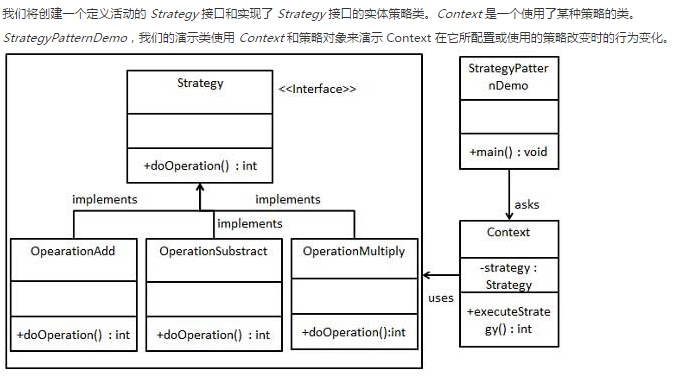 我们将创建一个定义活动的 Strategy 接口和实现了 Strategy 接口的实体策略类。Context 是一个使用了某种策略的类。
StrategyPatternDemo，我们的演示类使用 Context 和策略对象来演示 Context 在它所配置或使用的策略改变时的行为变化。
Strategy
<<Interface>>
+doOperation() : int
StrategyPatter
nDemo
+main() : void
implements
implements
implements
asks
OpearationAdd
+doOperation() : int
OperationSubstract
+doOperation() : int
OperationMultiply
+doOperation():int
uses
Context
-strategy :
Strategy
+executeStrate
gy() : int